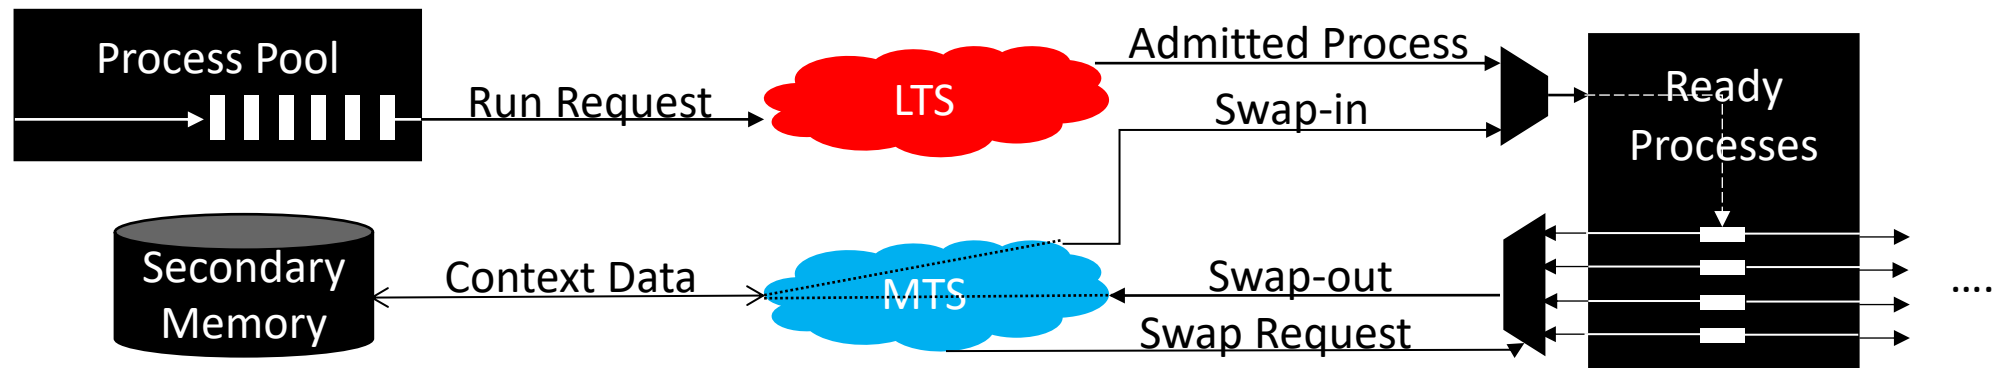 Process Pool
Run Request
LTS
Admitted Process
Swap-in
Ready
Processes
Secondary
Memory
Context Data
MTS
Swap-out
Swap Request
....